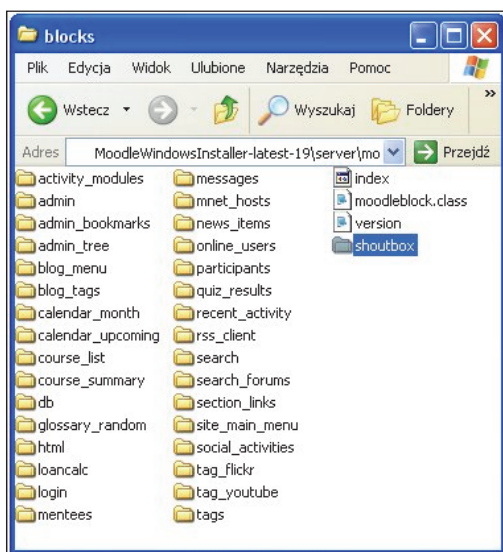 blocks
Plik Edycja Widok Ulubione Narzędzia Pomoc
Wstecz Wyszukaj Foldery »
Adres MoodleWindowsInstaller-latest-19\server\mo Przejdź
activity_modules
admin
admin_bookmarks
admin_tree
blog_menu
blog_tags
calendar_month
calendar_upcoming
course_list
course_summary
db
glossary_random
html
loancalc
login
mentees
messages
mnet_hosts
news_items
online_users
participants
quiz_results
recent_activity
rss_client
search
search_forums
section_links
site_main_menu
social_activities
tag_flickr
tag_youtube
tags
index
moodleblock.class
version
shoutbox